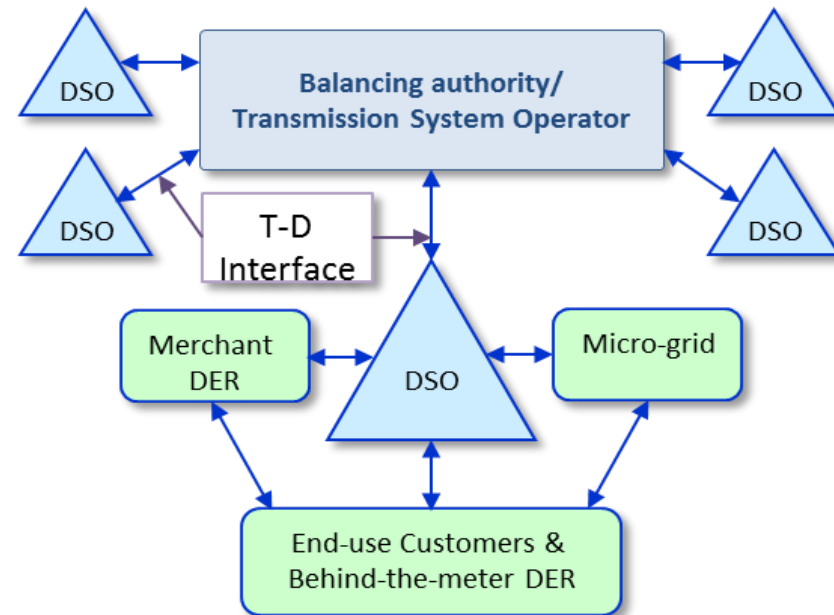 DSO
Balancing authority/
Transmission System Operator
DSO
DSO
T-D
Interface
DSO
Merchant
DER
DSO
Micro-grid
End-use Customers &
Behind-the-meter DER